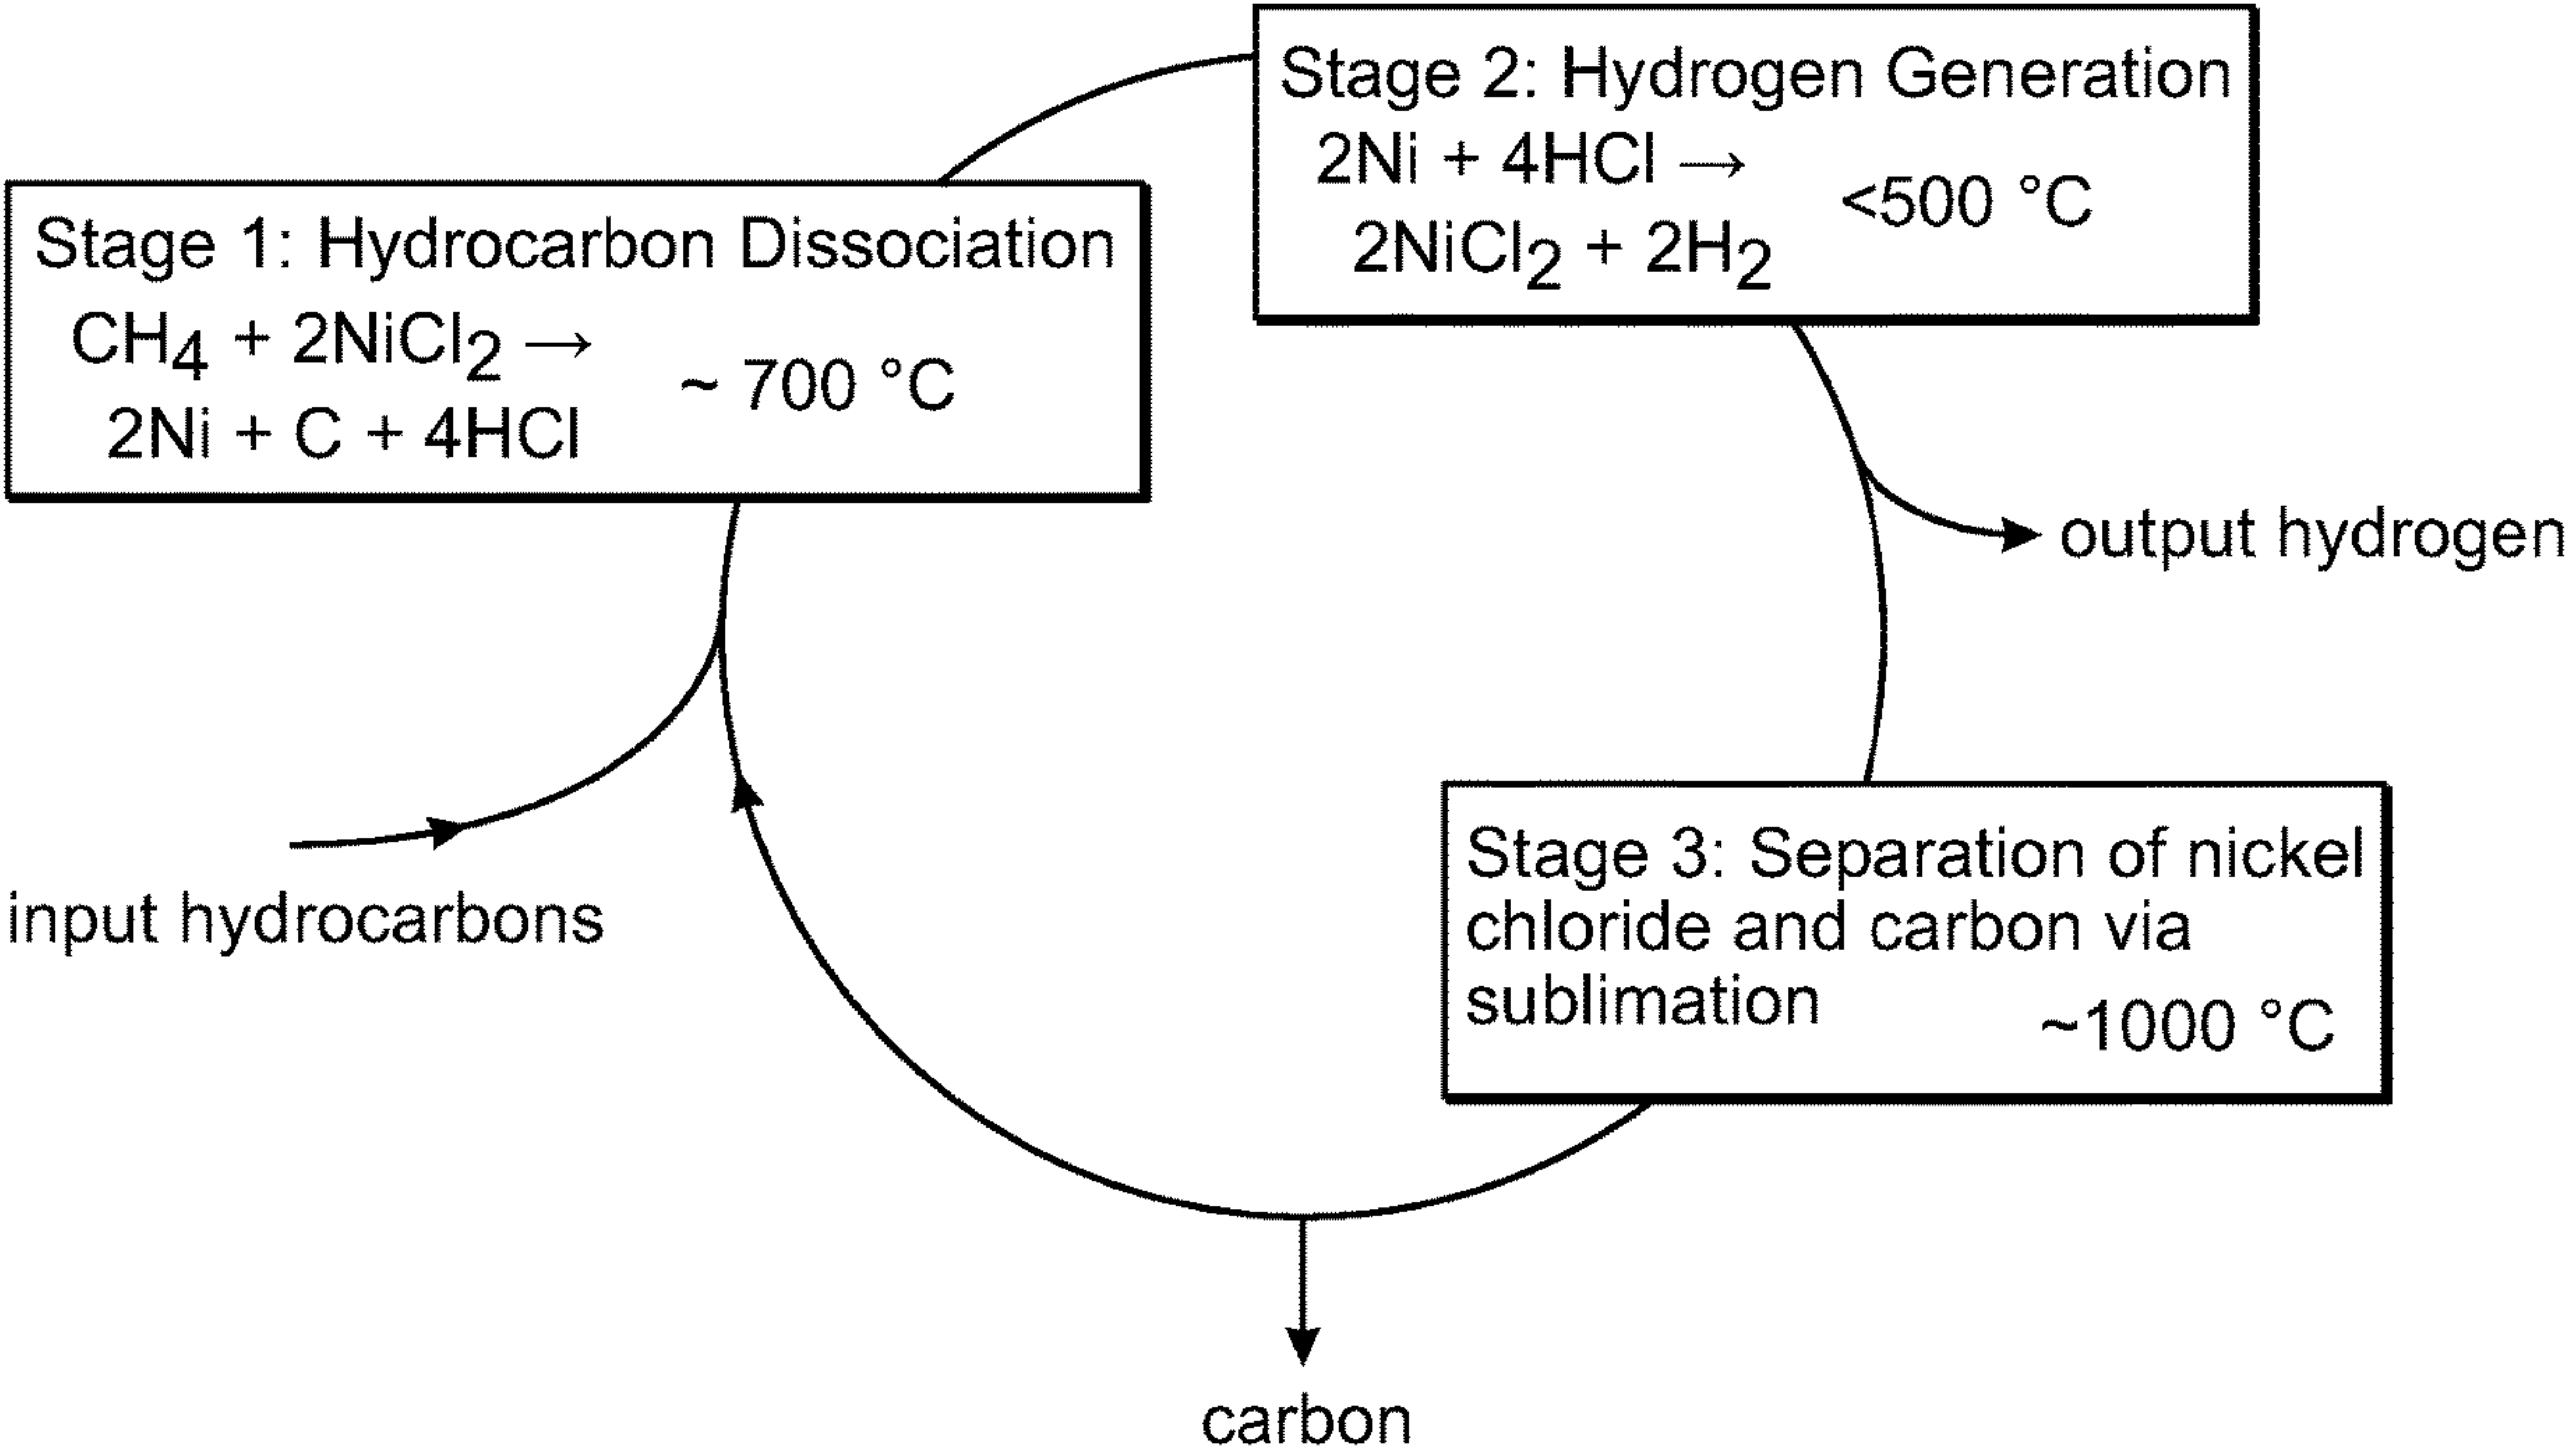 Stage 2: Hydrogen Generation
2Ni + 4HCl →
<500 °C
2NiCl2 + 2H2
Stage 1: Hydrocarbon Dissociation
CH4 + 2NiCl2 →
~ 700 °C
2Ni + C + 4HCl
output hydrogen
Stage 3: Separation of nickel
chloride and carbon via
sublimation
~1000 °C
input hydrocarbons
carbon